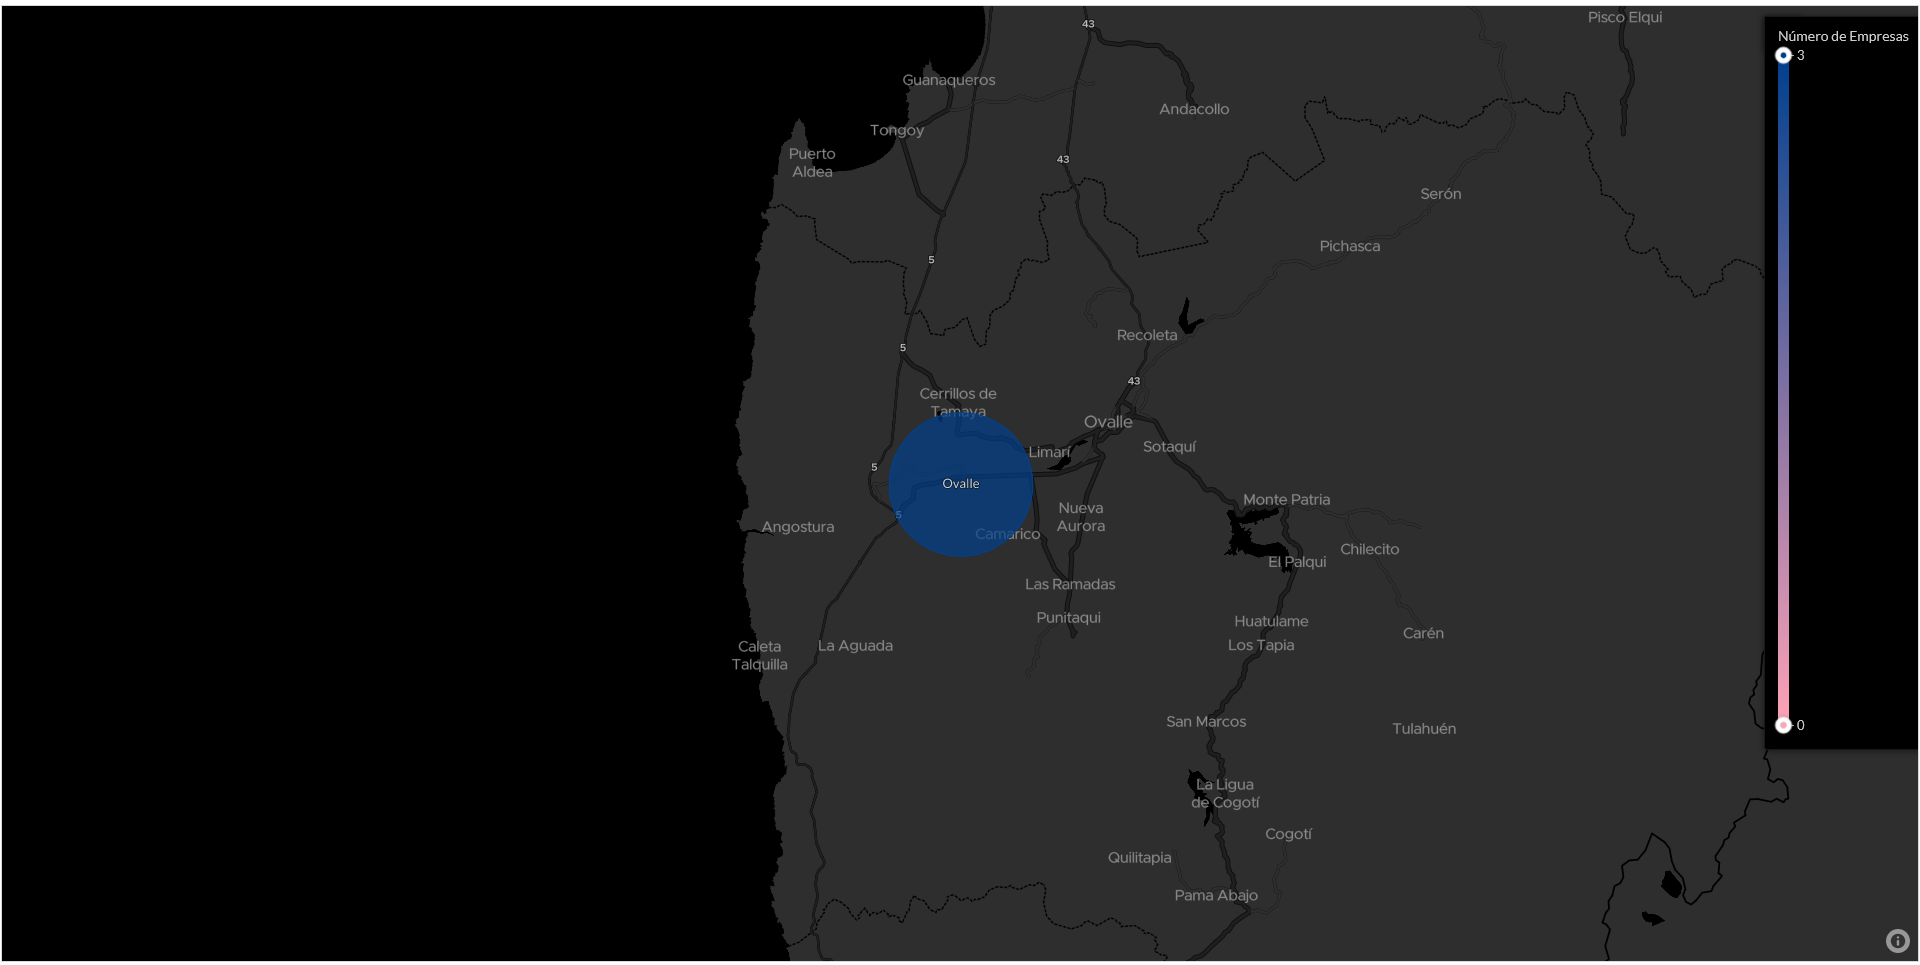 43
Pisco Elqui
Número de Empresas
3
Guanaqueros
Andacollo
Tongoy
Puerto
Aldea
43
Serón
Pichasca
5
Recoleta
5
43
Cerrillos de
Tamaya
Ovalle
Sotaquí
Limarí
5
Ovalle
Monte Patria
Nueva
Aurora
5
Angostura
Camarico
Chilecito
El Palqui
Las Ramadas
Punitaqui
Huatulame
Carén
Los Tapia
Caleta
Talquilla
La Aguada
San Marcos
Tulahuén
0
La Ligua
de Cogotí
Cogotí
Quilitapia
Pama Abajo